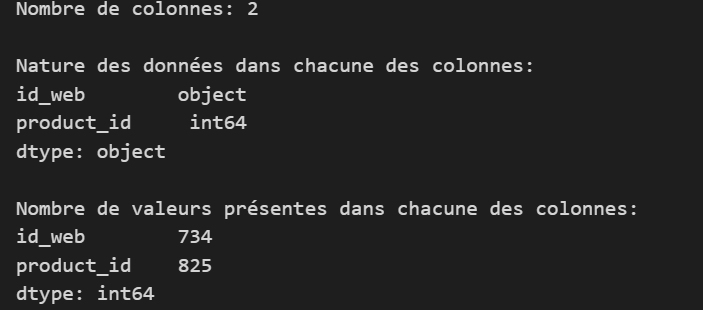 Nombre de colonnes: 2
Nature des données dans chacune des colonnes:
id_web        object
product_id     int64
dtype: object
Nombre de valeurs présentes dans chacune des colonnes:
id_web        734
product_id    825
dtype: int64